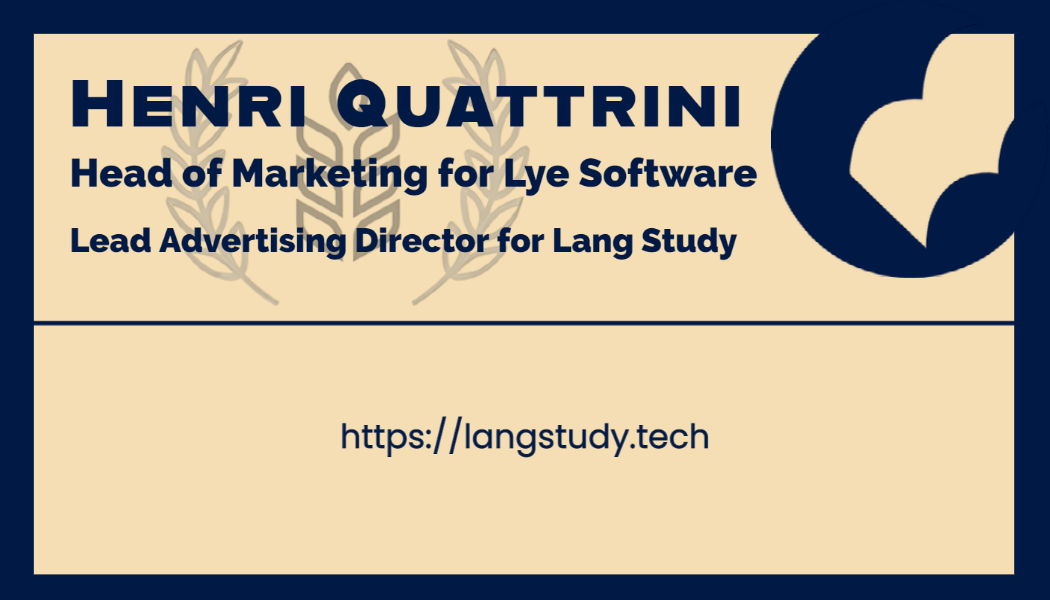 Henri Quattrini
Head of Marketing for Lye Software
Lead Advertising Director for Lang Study
https://langstudy.tech